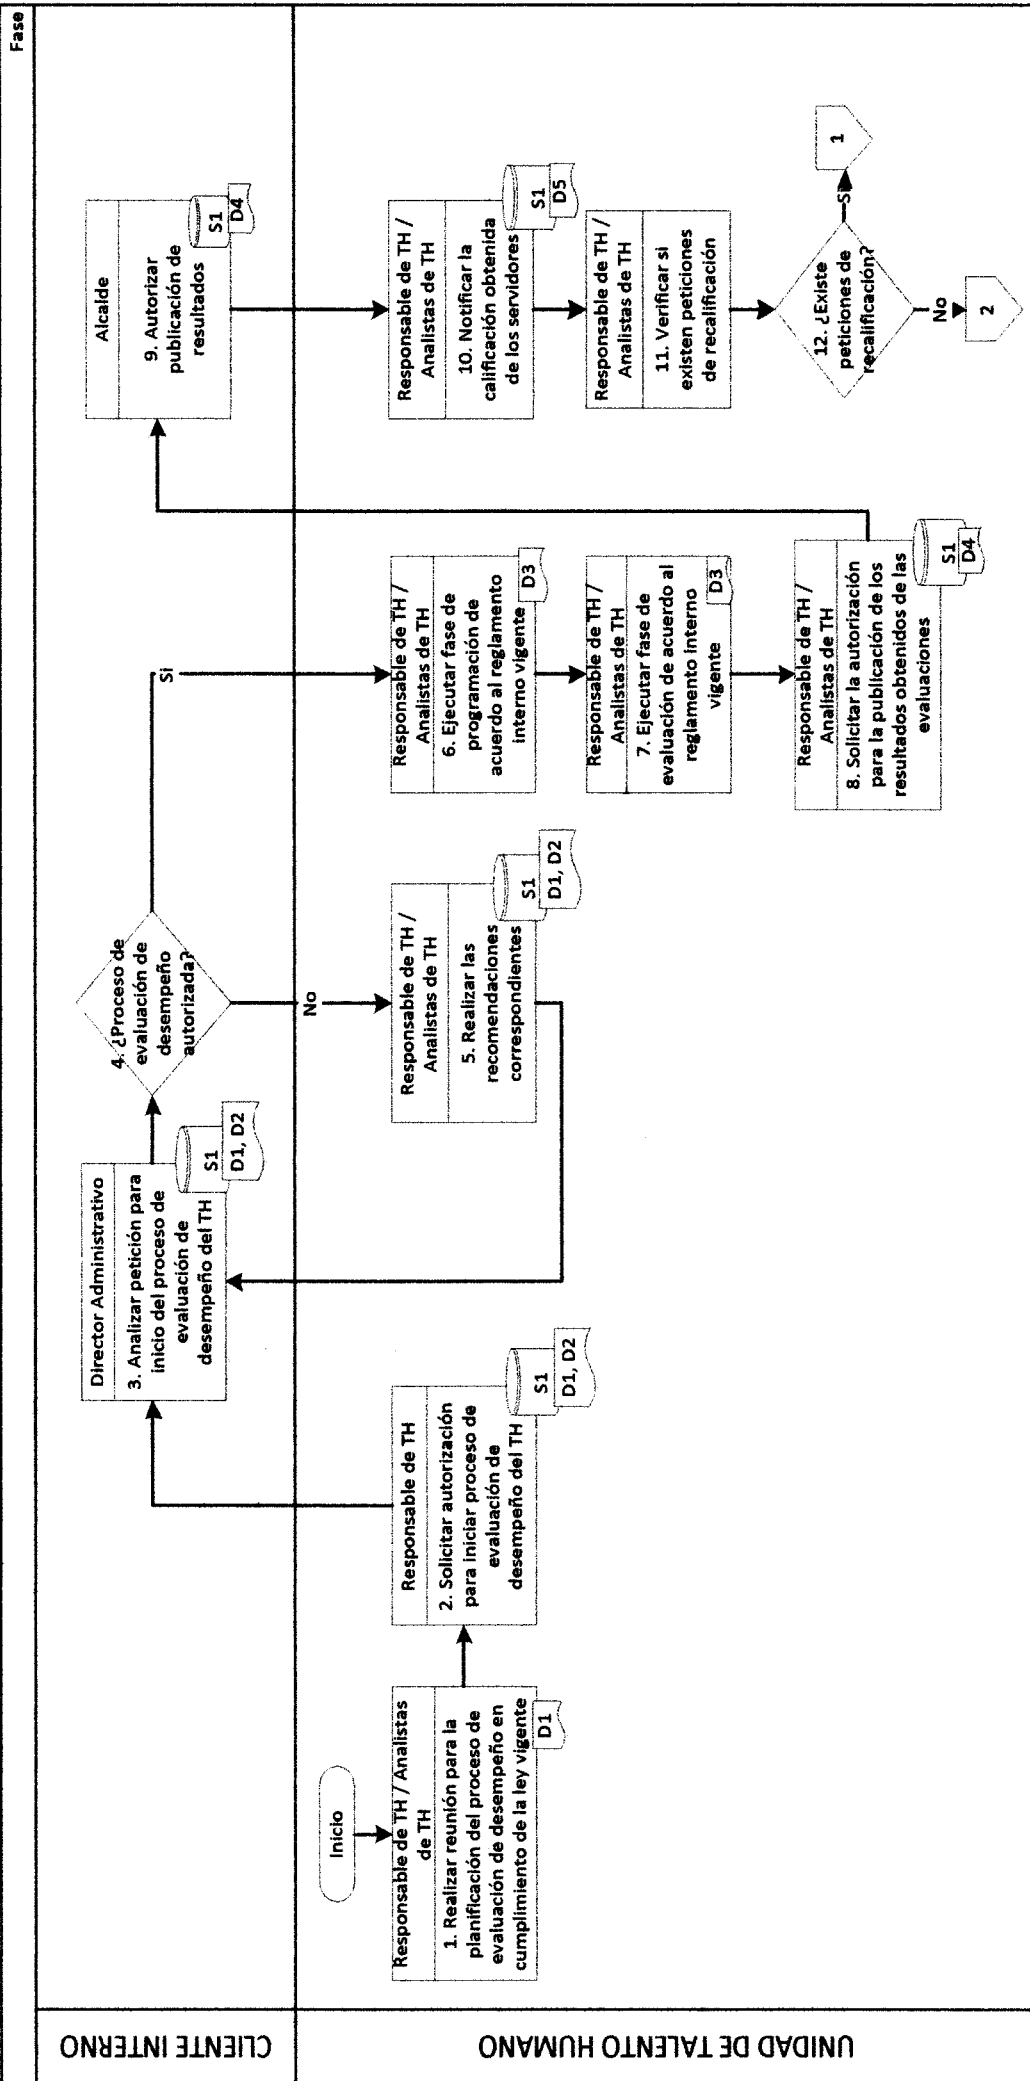 Fase
CLIENTE INTERNO
UNIDAD DE TALENTO HUMANO
Inicio
Responsable de TH / Analistas
de TH
1. Realizar reunión para la
planificación del proceso de
evaluación de desempeño en
cumplimiento de la ley vigente
D1
Responsable de TH
2. Solicitar autorización
para iniciar proceso de
evaluación de
desempeño del TH
S1
D1, D2
Director Administrativo
3. Analizar petición para
inicio del proceso de
evaluación de
desempeño del TH
S1
D1, D2
4. ¿Proceso de
evaluación de
desempeño
autorizada?
No
Si
Responsable de TH /
Analistas de TH
5. Realizar las
recomendaciones
correspondientes
S1
D1, D2
Responsable de TH /
Analistas de TH
6. Ejecutar fase de
programación de
acuerdo al reglamento
interno vigente
D3
Responsable de TH /
Analistas de TH
7. Ejecutar fase de
evaluación de acuerdo al
reglamento interno
vigente
D3
Responsable de TH /
Analistas de TH
8. Solicitar la autorización
para la publicación de los
resultados obtenidos de las
evaluaciones
S1
D4
Alcalde
9. Autorizar
publicación de
resultados
S1
D4
Responsable de TH /
Analistas de TH
10. Notificar la
calificación obtenida
de los servidores
S1
D5
Responsable de TH /
Analistas de TH
11. Verificar si
existen peticiones
de recalificación
12. ¿Existe
peticiones de
recalificación?
Si
1
No
2